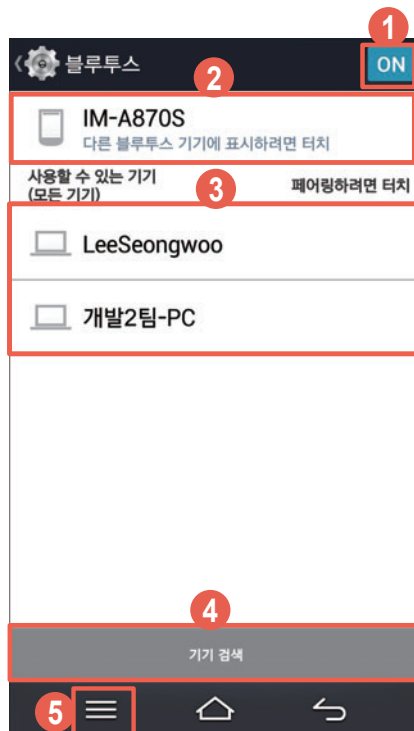 1
블루투스
ON
2
IM-A870S
다른 블루투스 기기에 표시하려면 터치
사용할 수 있는 기기
(모든 기기)
3
페어링하려면 터치
LeeSeongwoo
개발2팀-PC
4
기기 검색
5